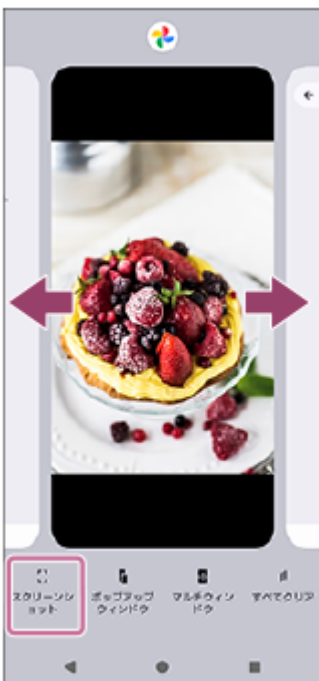 スクリーンシ
ョット
ポップアップ
ウィンドウ
マルチウィン
ドウ
すべてクリア